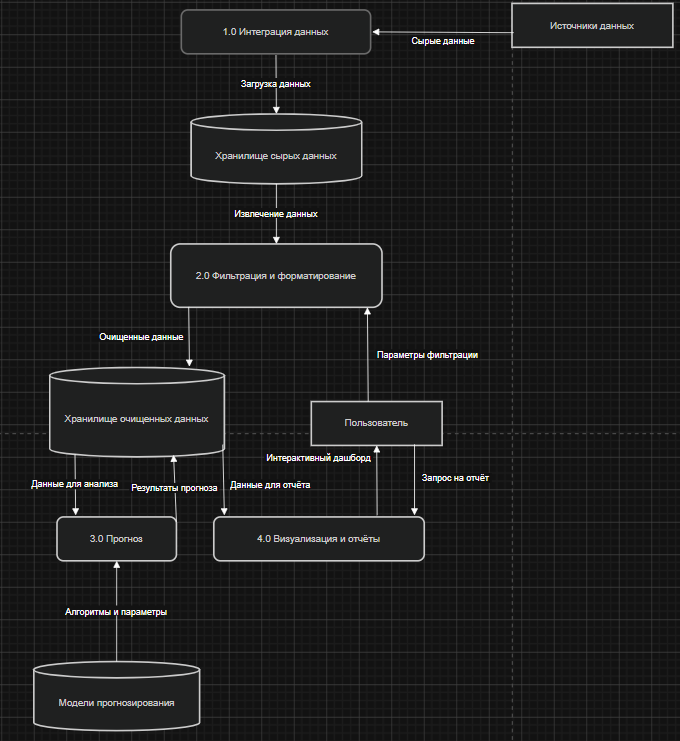 1.0 Интеграция данных
Источники данных
Сырые данные
Загрузка данных
Хранилище сырых данных
Извлечение данных
2.0 Фильтрация и форматирование
Очищенные данные
Параметры фильтрации
Хранилище очищенных данных
Пользователь
Данные для анализа
Результаты прогноза
Данные для отчёта
Интерактивный дашборд
Запрос на отчёт
3.0 Прогноз
4.0 Визуализация и отчёты
Алгоритмы и параметры
Модели прогнозирования